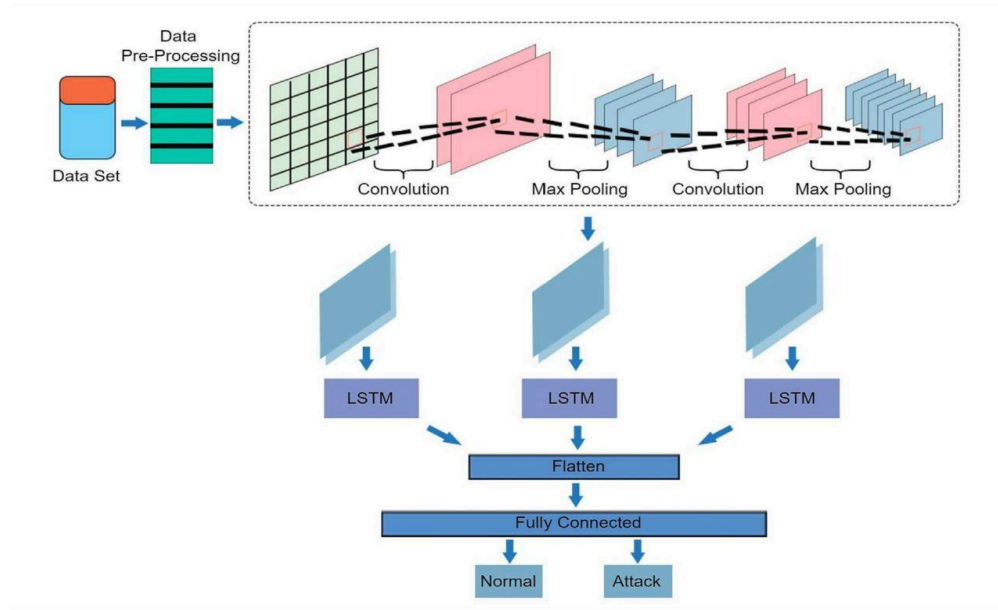 Data
Pre-Processing
Data Set
Convolution
Max Pooling
Convolution
Max Pooling
LSTM
LSTM
LSTM
Flatten
Fully Connected
Normal
Attack